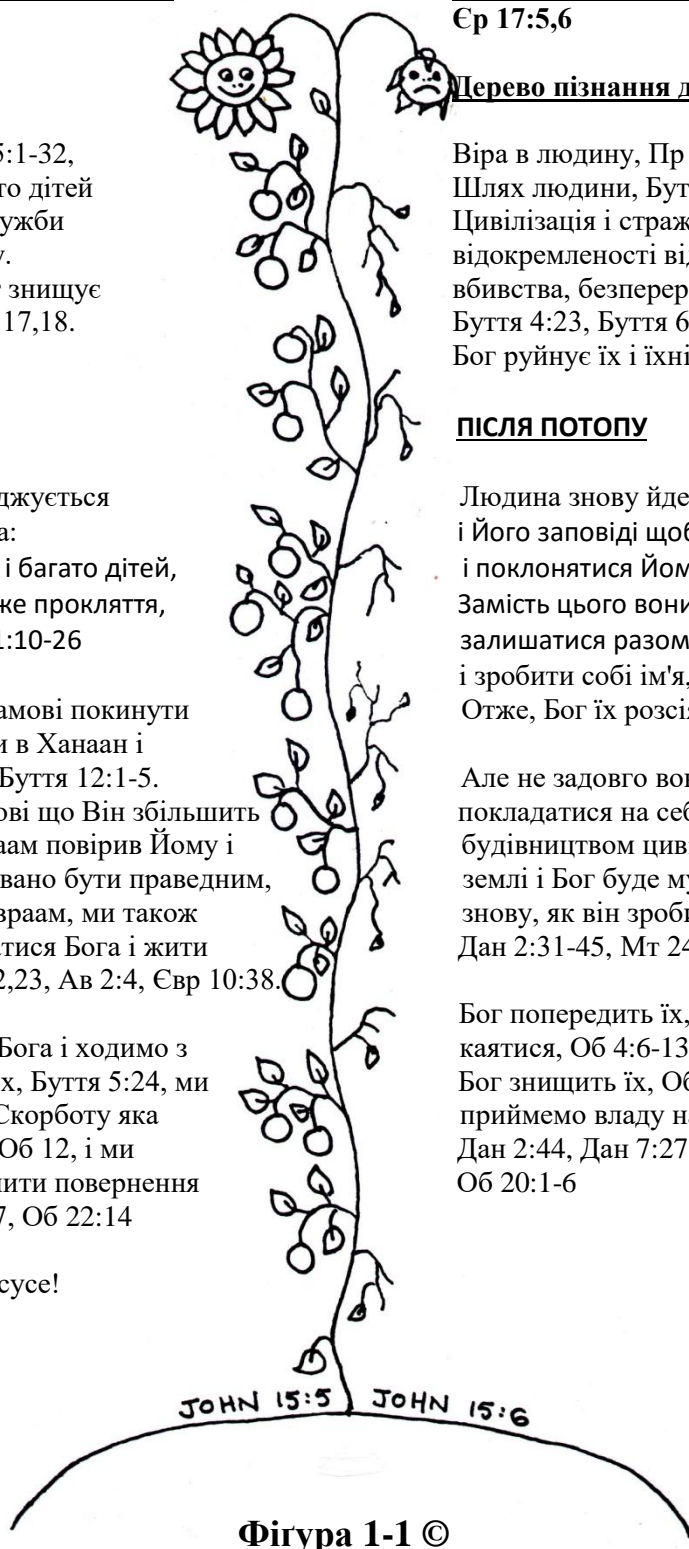 5:1-32,
то дітей
ужби
у.
г знищує
17,18.
джується
а:
і багато дітей,
же прокляття,
1:10-26
амові покинути
и в Ханаан і
Буття 12:1-5.
ові що Він збільшить
аам повірив Йому і
вано бути праведним,
враам, ми також
атися Бога і жити
2,23, Ав 2:4, Євр 10:38.
Бога і ходимо з
х, Буття 5:24, ми
Скорботу яка
Об 12, і ми
ити повернення
7, Об 22:14
сусе!
Єр 17:5,6
Дерево пізнання д
Віра в людину, Пр
Шлях людини, Бут
Цивілізація і страж
відокремленості від
вбивства, безперер
Буття 4:23, Буття 6
Бог руйнує їх і їхні
ПІСЛЯ ПОТОПУ
Людина знову йде
і Його заповіді щоб
і поклонятися Йом
Замість цього вони
залишатися разом
і зробити собі ім'я,
Отже, Бог їх розсія
Але не задовго вон
покладатися на себ
будівництвом циві
землі і Бог буде му
знову, як він зроби
Дан 2:31-45, Мт 24
Бог попередить їх,
каятися, Об 4:6-13
Бог знищить їх, Об
приймемо владу на
Дан 2:44, Дан 7:27
Об 20:1-6
JOHN 15:5 JOHN 15:6
Фіґура 1-1 ©